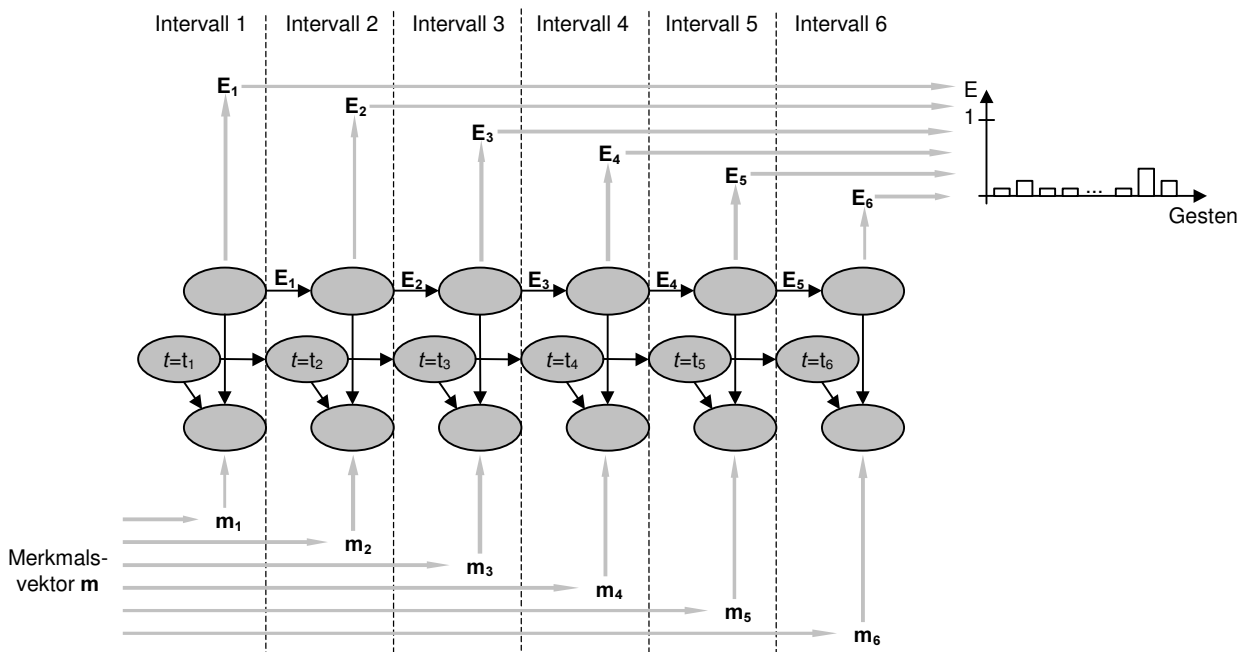 Intervall 1 Intervall 2 Intervall 3 Intervall 4 Intervall 5 Intervall 6
E₁
E
E₂
1
E₃
E₄
E₅
E₆
...
Gesten
E₁ E₂ E₃ E₄ E₅
t=t₁ t=t₂ t=t₃ t=t₄ t=t₅ t=t₆
m₁
m₂
Merkmals-
vektor m
m₃
m₄
m₅
m₆